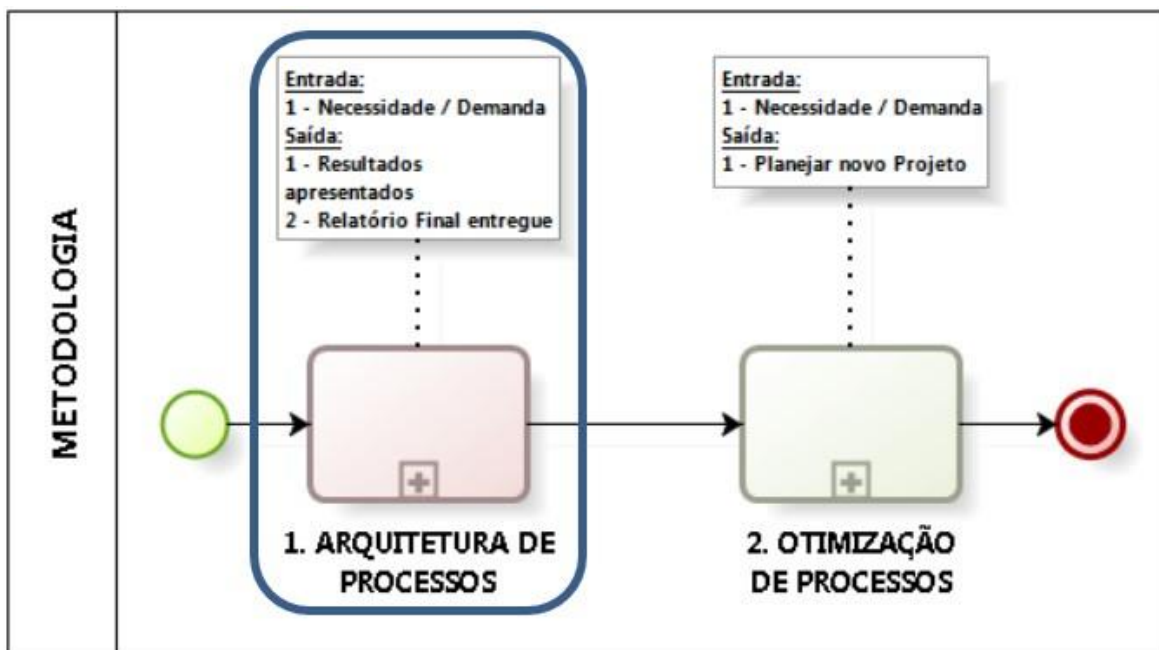 METODOLOGIA
Entrada:
1 - Necessidade / Demanda
Saída:
1 - Resultados
apresentados
2 - Relatório Final entregue
1. ARQUITETURA DE
PROCESSOS
Entrada:
1 - Necessidade / Demanda
Saída:
1 - Planejar novo Projeto
2. OTIMIZAÇÃO
DE PROCESSOS